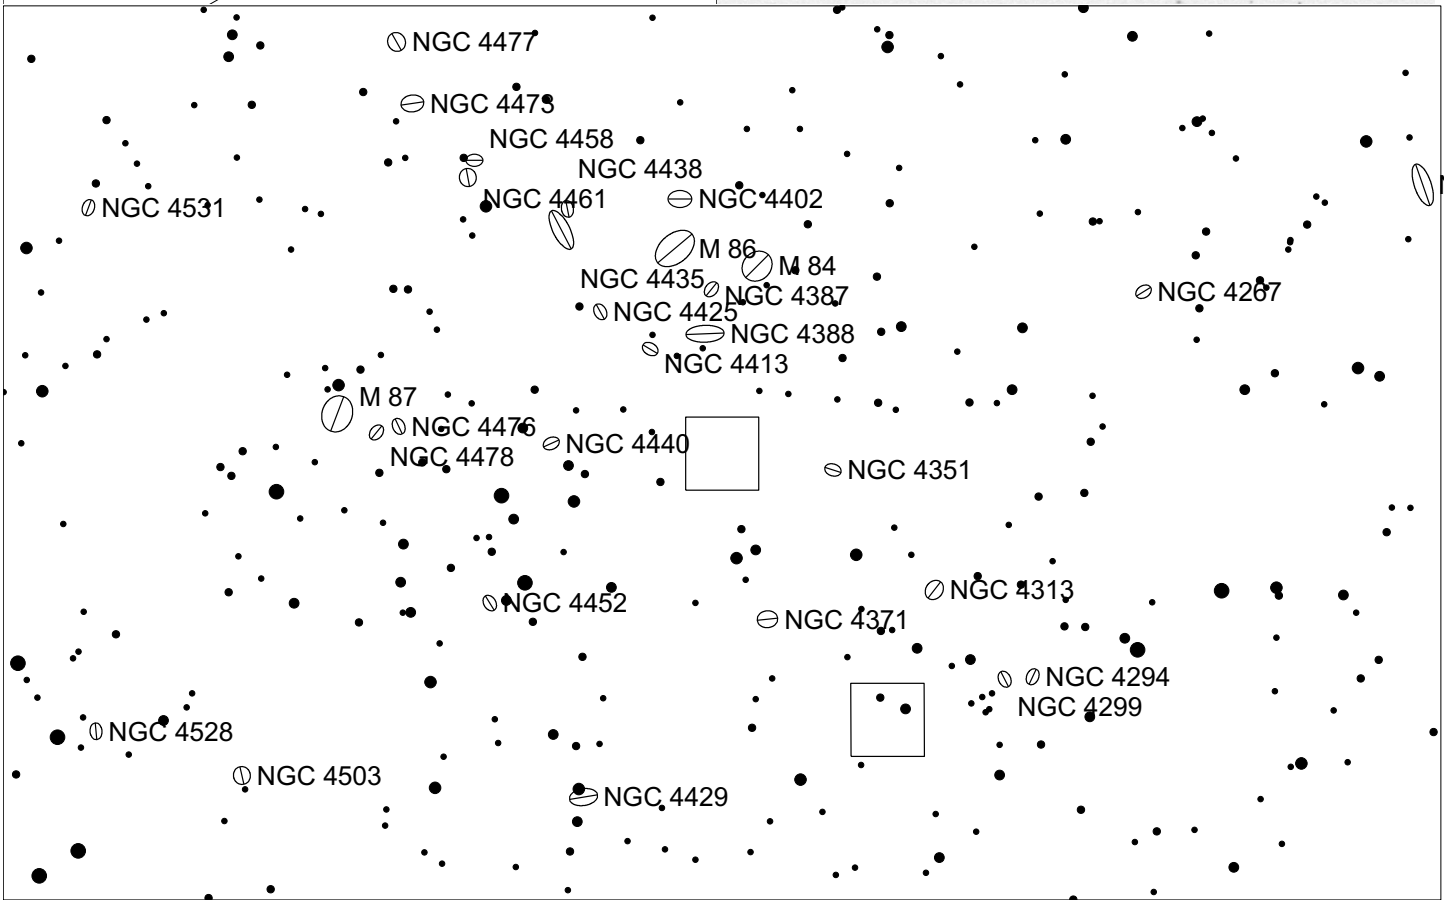 NGC 4477
NGC 4473
NGC 4458
NGC 4438
NGC 4461
NGC 4402
NGC 4531
M 86
M 84
NGC 4435
NGC 4387
NGC 4267
NGC 4425
NGC 4388
NGC 4413
M 87
NGC 4476
NGC 4440
NGC 4478
NGC 4351
NGC 4313
NGC 4452
NGC 4371
NGC 4294
NGC 4299
NGC 4528
NGC 4503
NGC 4429